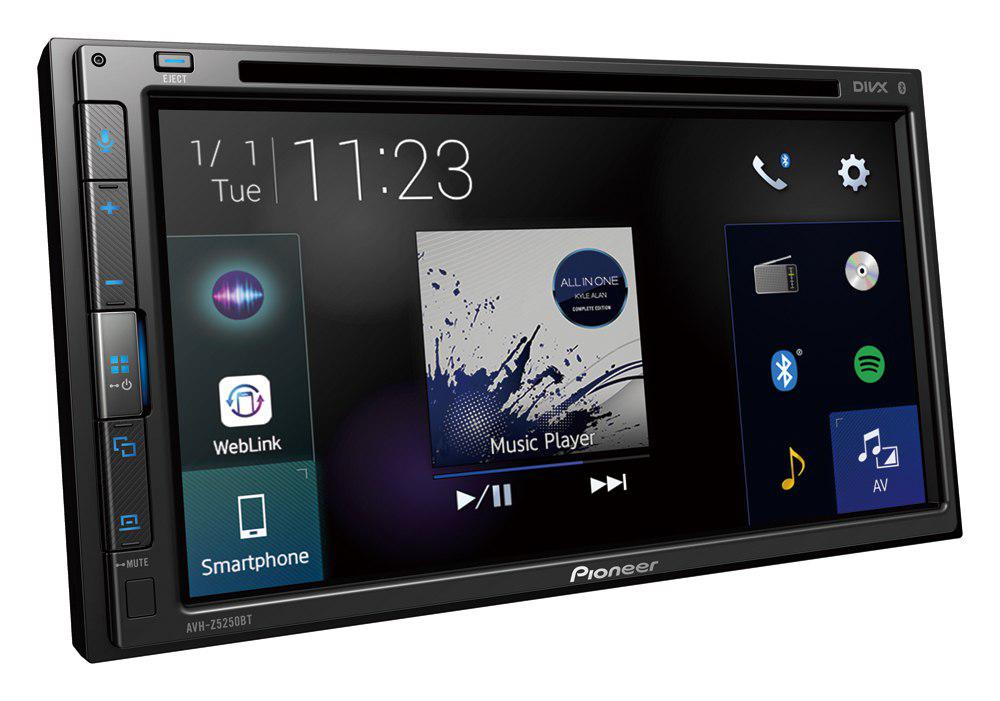 EJECT
DIVX
1/ 1
Tue
11:23
ALL IN ONE
KYLE ALAN
COMPLETE EDITION
WebLink
Music Player
AV
Smartphone
MUTE
Pioneer
AVH-Z5250BT